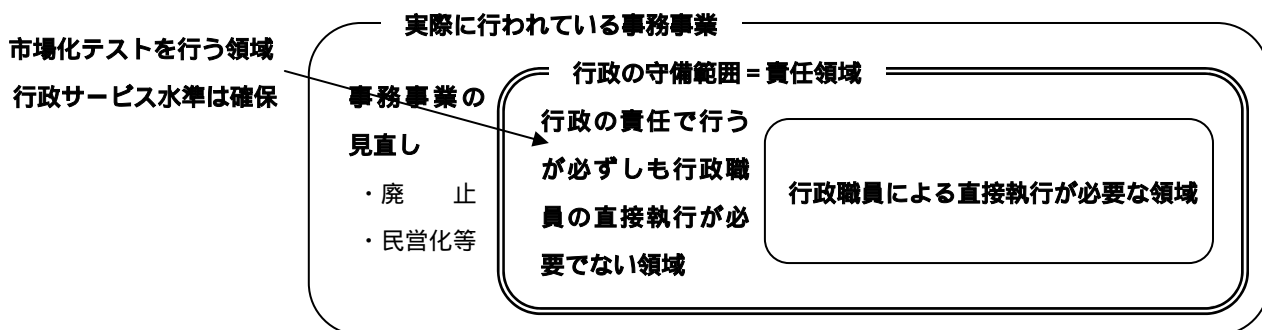 実際に行われている事務事業
市場化テストを行う領域
行政サービス水準は確保
行政の守備範囲＝責任領域
事務事業の
見直し
・廃　　止
・民営化等
行政の責任で行う
が必ずしも行政職
員の直接執行が必
要でない領域
行政職員による直接執行が必要な領域